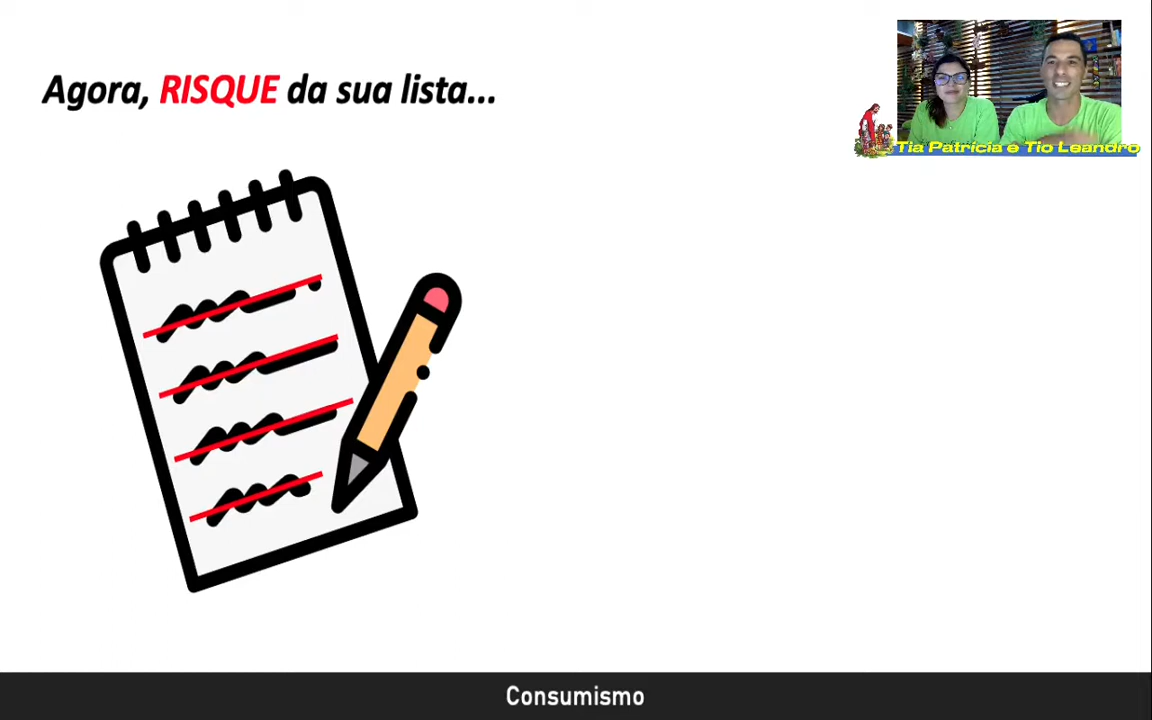 Agora, RISQUE da sua lista...
Tia Patrícia e Tio Leandro
Consumismo